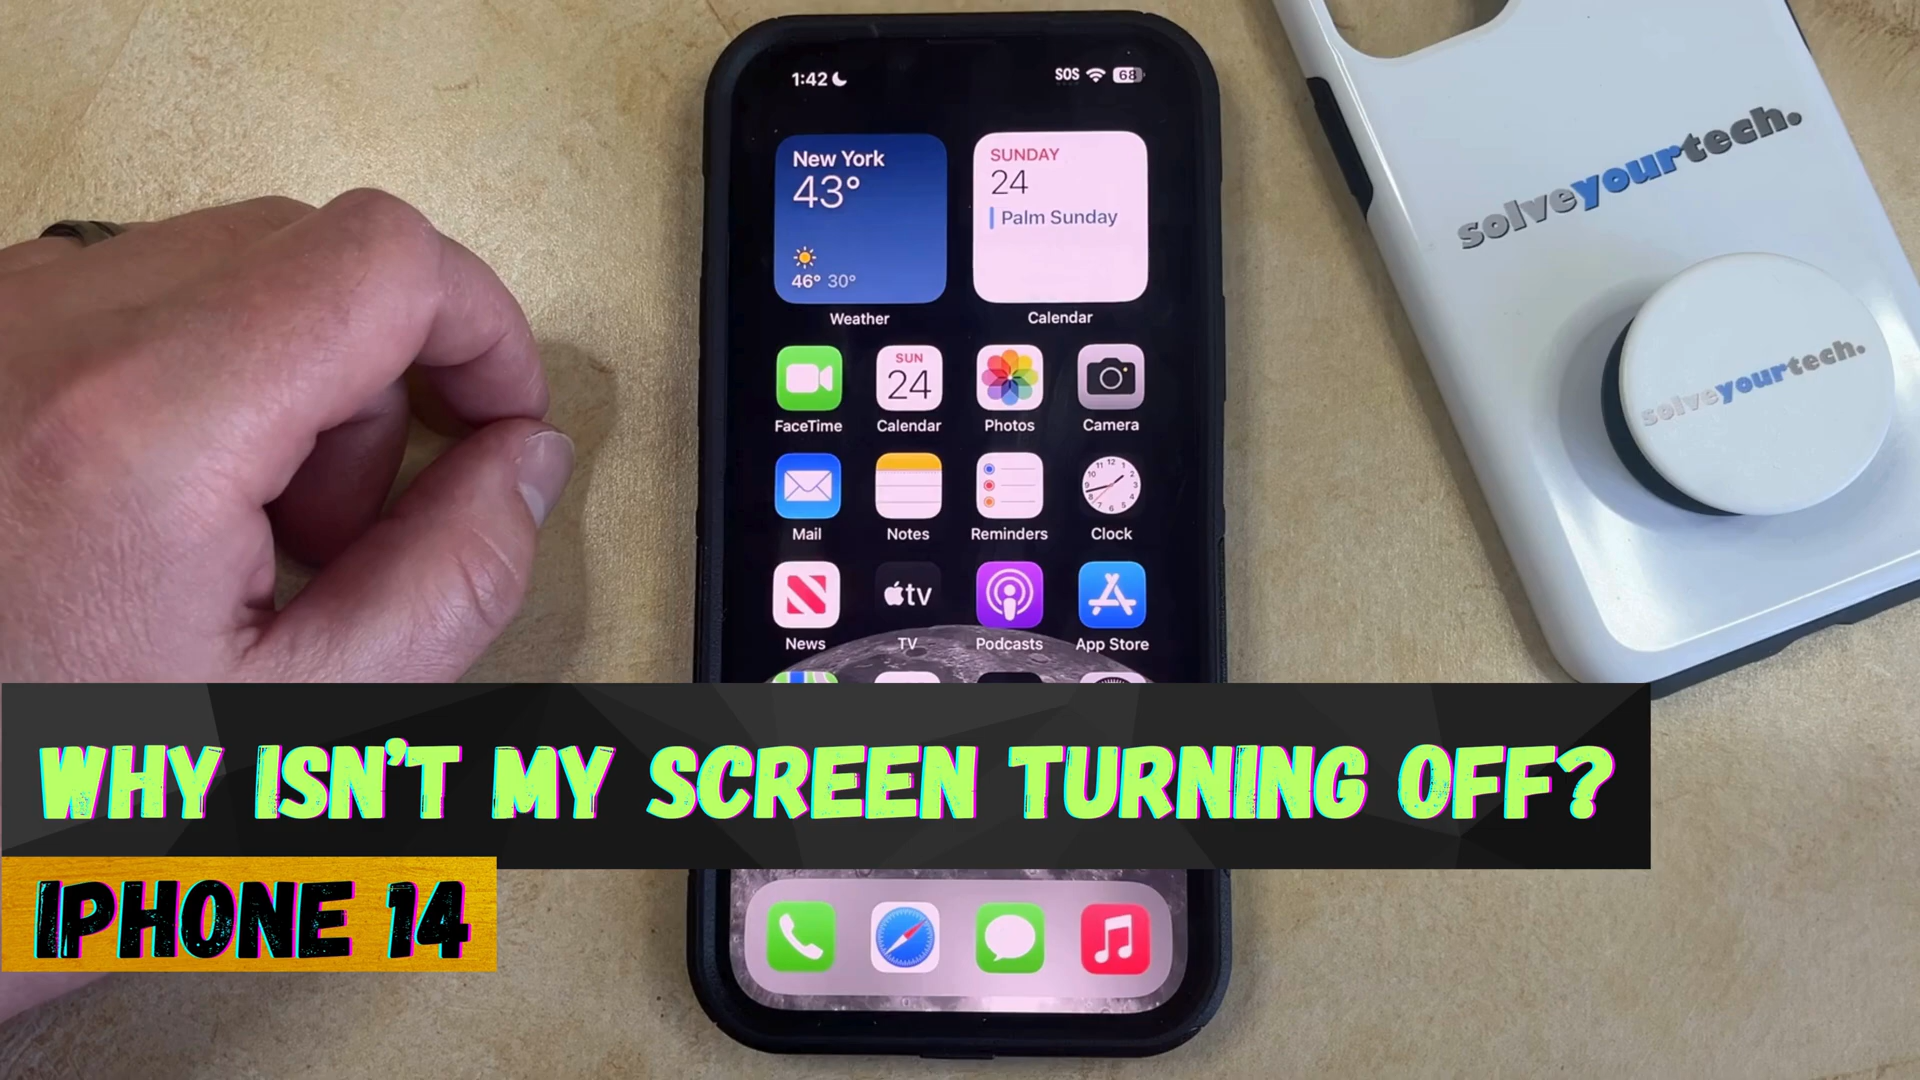 1:42
SOS
68
New York
43°
46° 30°
Weather
SUNDAY
24
Palm Sunday
Calendar
FaceTime
SUN
24
Calendar
Photos
Camera
Mail
Notes
Reminders
Clock
News
tv
TV
Podcasts
App Store
solveyourtech.
solveyourtech.
WHY ISN'T MY SCREEN TURNING OFF?
IPHONE 14